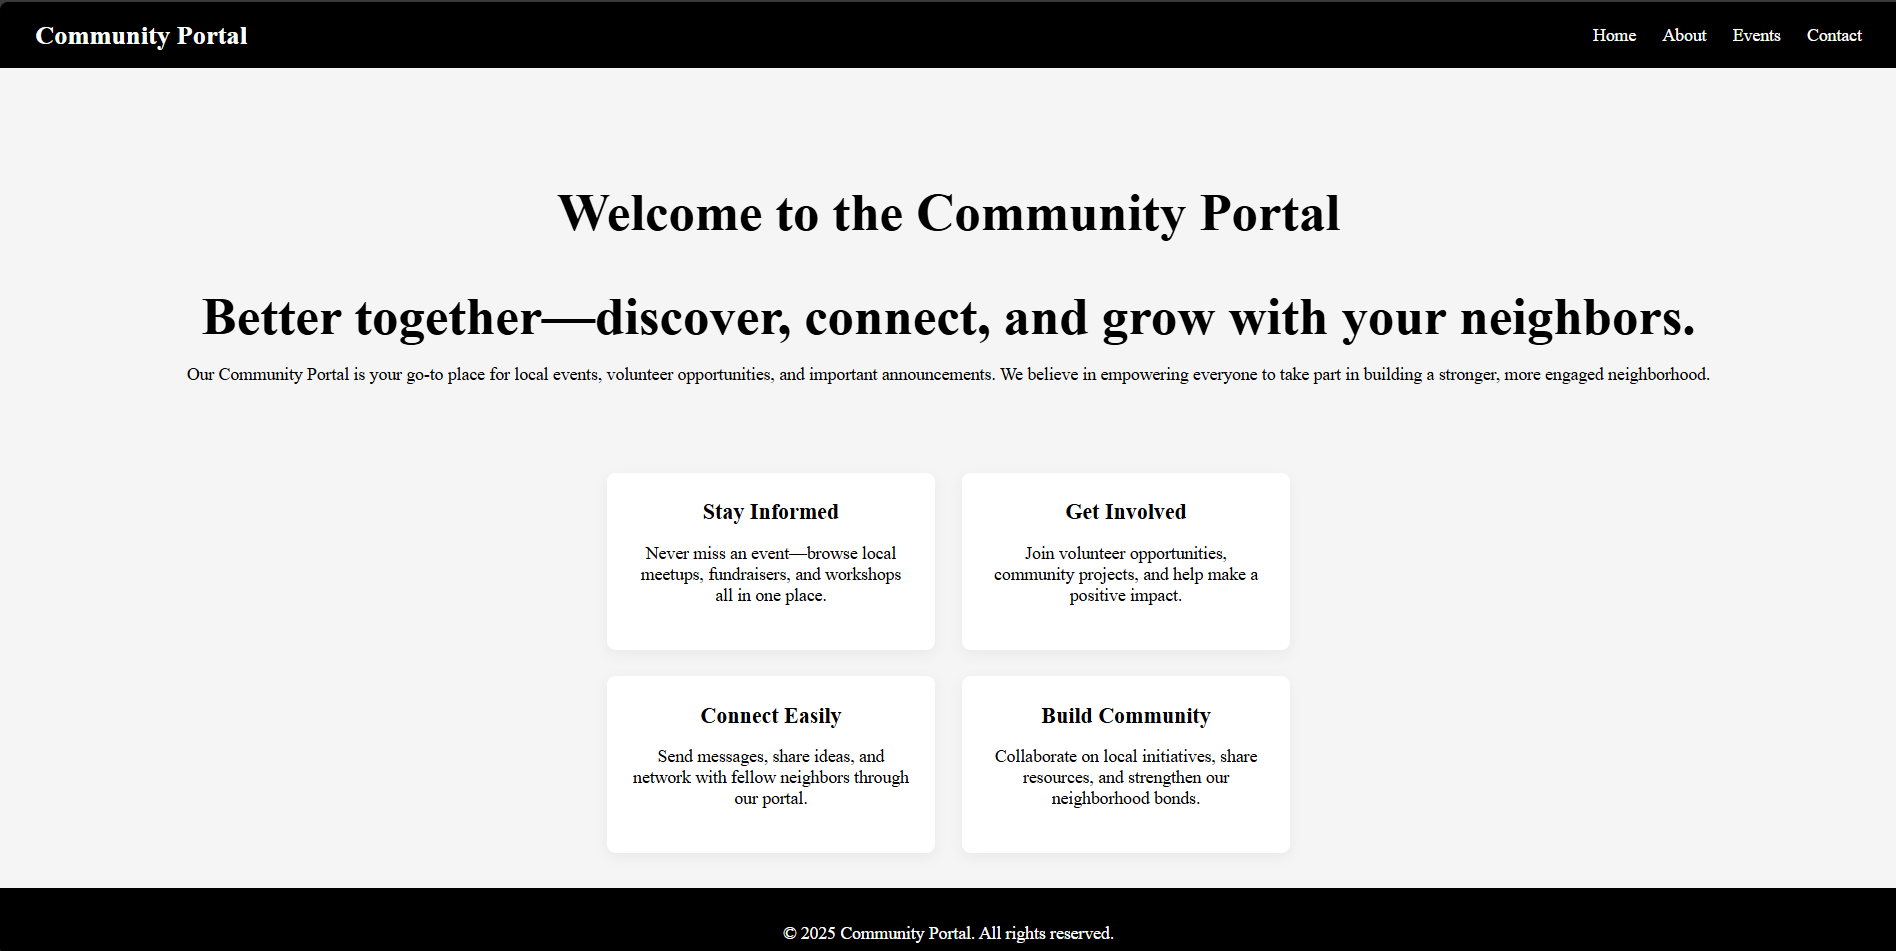 Community Portal
Home About Events Contact
Welcome to the Community Portal
Better together—discover, connect, and grow with your neighbors.
Our Community Portal is your go-to place for local events, volunteer opportunities, and important announcements. We believe in empowering everyone to take part in building a stronger, more engaged neighborhood.
Stay Informed
Never miss an event—browse local
meetups, fundraisers, and workshops
all in one place.
Get Involved
Join volunteer opportunities,
community projects, and help make a
positive impact.
Connect Easily
Send messages, share ideas, and
network with fellow neighbors through
our portal.
Build Community
Collaborate on local initiatives, share
resources, and strengthen our
neighborhood bonds.
© 2025 Community Portal. All rights reserved.